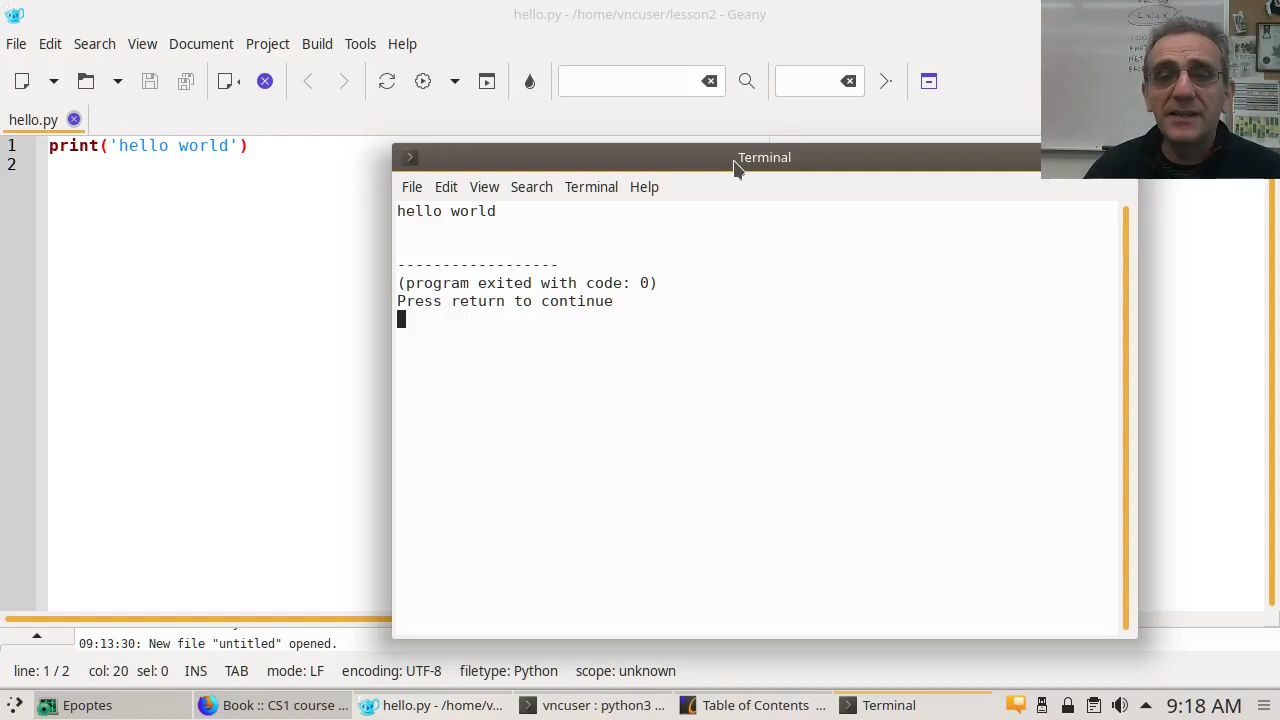 hello.py - /home/vncuser/lesson2 - Geany
File Edit Search View Document Project Build Tools Help
hello.py
1 print('hello world')
2
Terminal
File Edit View Search Terminal Help
hello world
------------------
(program exited with code: 0)
Press return to continue
09:13:30: New file "untitled" opened.
line: 1 / 2 col: 20 sel: 0 INS TAB mode: LF encoding: UTF-8 filetype: Python scope: unknown
Epoptes Book :: CS1 course ... hello.py - /home/v... vncuser : python3 ... Table of Contents ... Terminal 9:18 AM